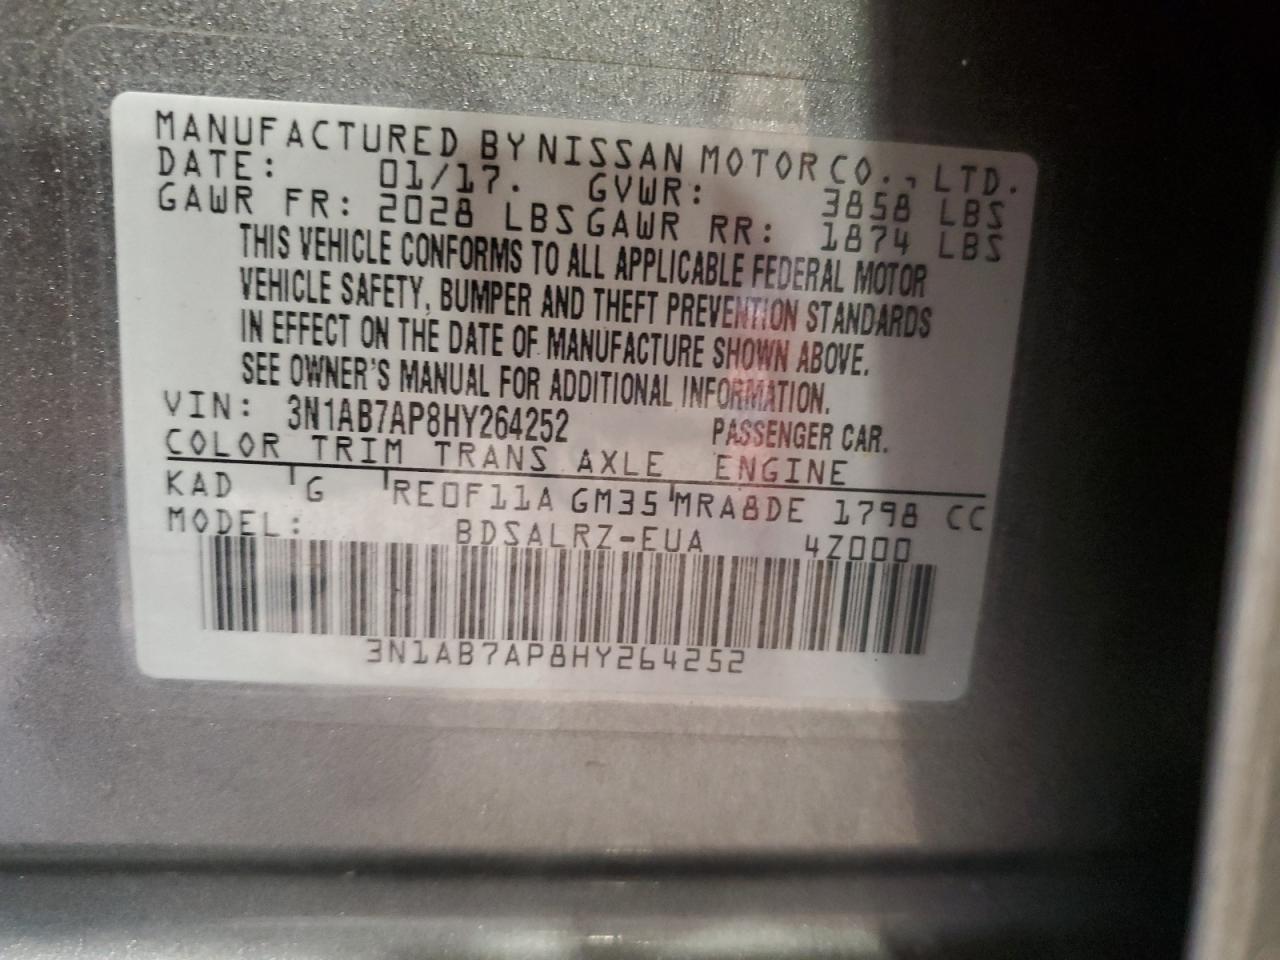 MANUFACTURED BY NISSAN MOTOR CO., LTD.
DATE: 01/17. GVWR: 3858 LBS
GAWR FR: 2028 LBS GAWR RR: 1874 LBS
THIS VEHICLE CONFORMS TO ALL APPLICABLE FEDERAL MOTOR
VEHICLE SAFETY, BUMPER AND THEFT PREVENTION STANDARDS
IN EFFECT ON THE DATE OF MANUFACTURE SHOWN ABOVE.
SEE OWNER'S MANUAL FOR ADDITIONAL INFORMATION.
VIN: 3N1AB7AP8HY264252 PASSENGER CAR.
COLOR TRIM TRANS AXLE ENGINE
KAD G RE0F11A GM35 MRA8DE 1798 CC
MODEL: BDSALRZ-EUA 4Z000
3N1AB7AP8HY264252